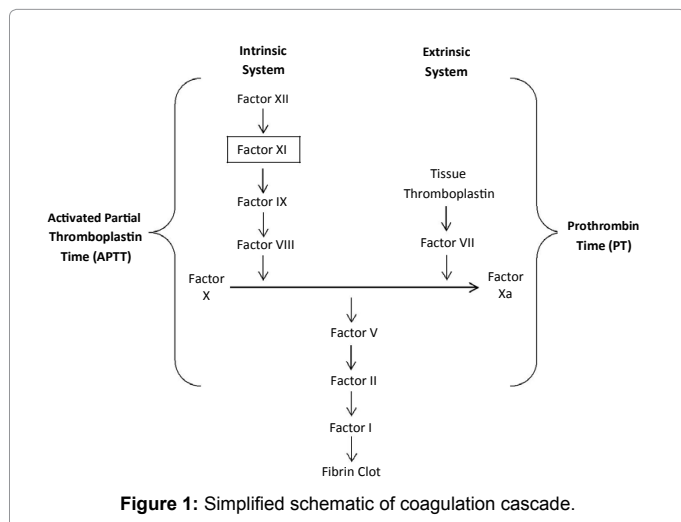 Intrinsic
System
Extrinsic
System
Factor XII
Factor XI
Factor IX
Factor VIII
Tissue
Thromboplastin
Factor VII
Activated Partial
Thromboplastin
Time (APTT)
Prothrombin
Time (PT)
Factor
X
Factor
Xa
Factor V
Factor II
Factor I
Fibrin Clot
Figure 1: Simplified schematic of coagulation cascade.